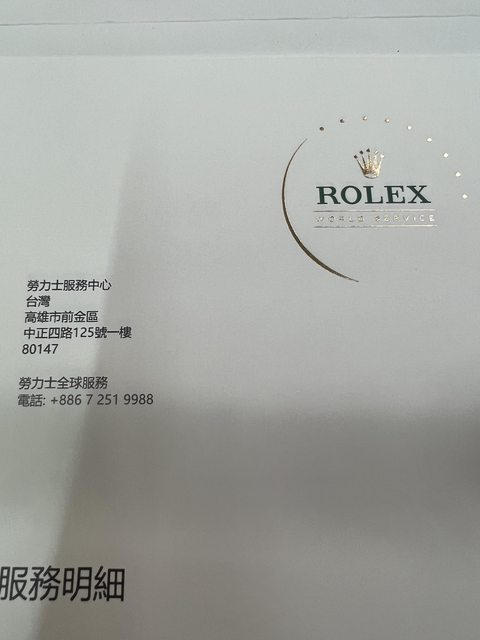 ROLEX
WORLD SERVICE
勞力士服務中心
台灣
高雄市前金區
中正四路125號一樓
80147
勞力士全球服務
電話: +886 7 251 9988
服務明細